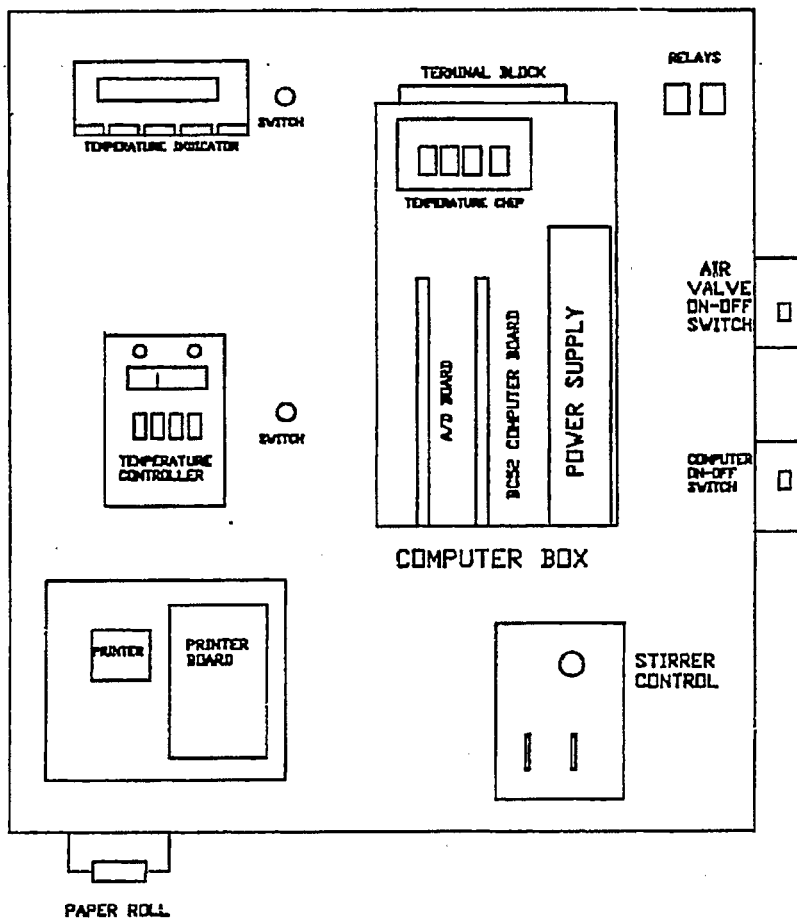 RELAYS
TERMINAL BLOCK
SWITCH
TEMPERATURE INDICATOR
TEMPERATURE CHIP
AIR
VALVE
ON-OFF
SWITCH
A/D BOARD
BC52 COMPUTER BOARD
POWER SUPPLY
SWITCH
TEMPERATURE
CONTROLLER
COMPUTER
ON-OFF
SWITCH
COMPUTER BOX
PRINTER
PRINTER
BOARD
STIRRER
CONTROL
PAPER ROLL